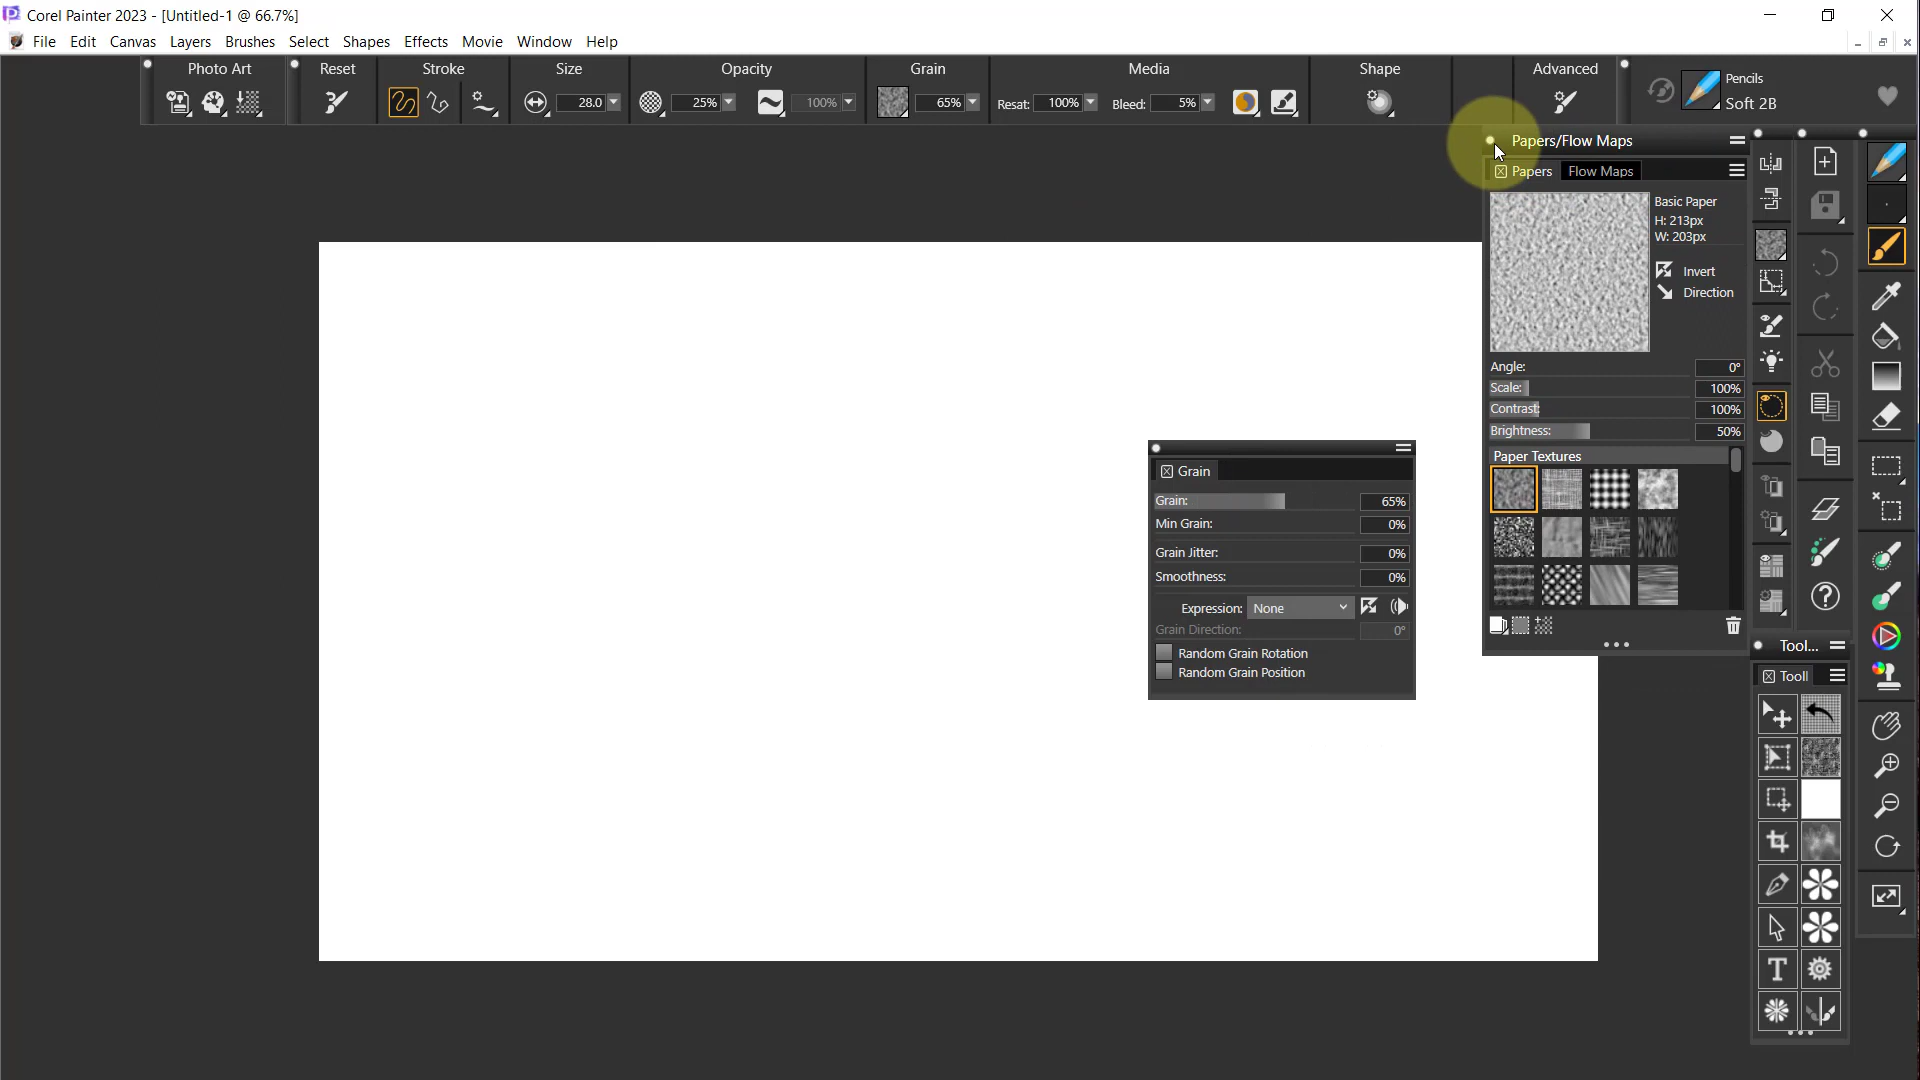 Corel Painter 2023 - [Untitled-1 @ 66.7%]
File Edit Canvas Layers Brushes Select Shapes Effects Movie Window Help
Photo Art Reset Stroke Size Opacity Grain Media Shape Advanced
28.0 25% 100% 65% Resat: 100% Bleed: 5%
Pencils
Soft 2B
Papers/Flow Maps
Papers Flow Maps
Basic Paper
H: 213px
W: 203px
Invert
Direction
Angle: 0°
Scale: 100%
Contrast: 100%
Brightness: 50%
Paper Textures
Grain
Grain: 65%
Min Grain: 0%
Grain Jitter: 0%
Smoothness: 0%
Expression: None
Grain Direction: 0°
Random Grain Rotation
Random Grain Position
Tool...
Tooll